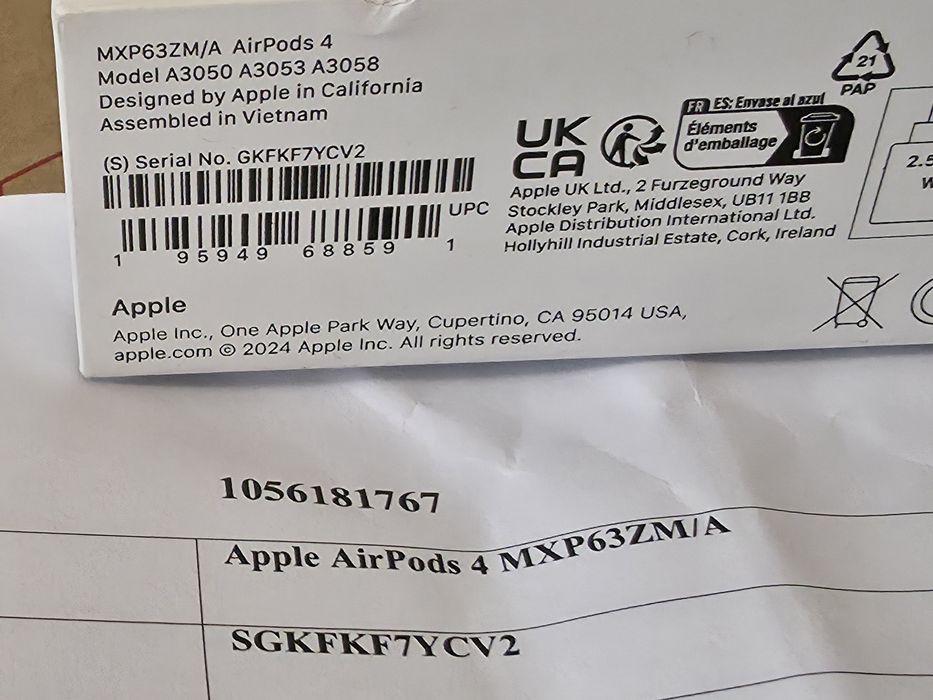 MXP63ZM/A AirPods 4
Model A3050 A3053 A3058
Designed by Apple in California
Assembled in Vietnam
(S) Serial No. GKFKF7YCV2
UPC
1 95949 68859 1
Apple
Apple Inc., One Apple Park Way, Cupertino, CA 95014 USA,
apple.com © 2024 Apple Inc. All rights reserved.
UK
CA
FR ES: Envase al azul
Éléments
d'emballage
21
PAP
Apple UK Ltd., 2 Furzeground Way
Stockley Park, Middlesex, UB11 1BB
Apple Distribution International Ltd.
Hollyhill Industrial Estate, Cork, Ireland
2.5
W
1056181767
Apple AirPods 4 MXP63ZM/A
SGKFKF7YCV2